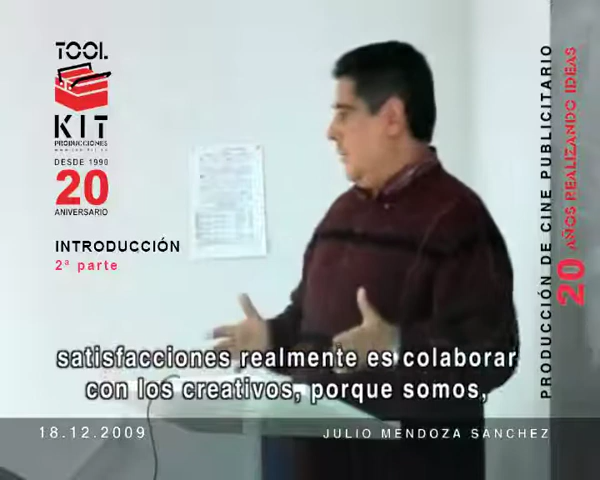 TOOL
KIT
PRODUCCIONES
DESDE 1990
20
ANIVERSARIO
INTRODUCCIÓN
2ª parte
PRODUCCIÓN DE CINE PUBLICITARIO
20 AÑOS REALIZANDO IDEAS
satisfacciones realmente es colaborar
con los creativos, porque somos,
18.12.2009
JULIO MENDOZA SÁNCHEZ